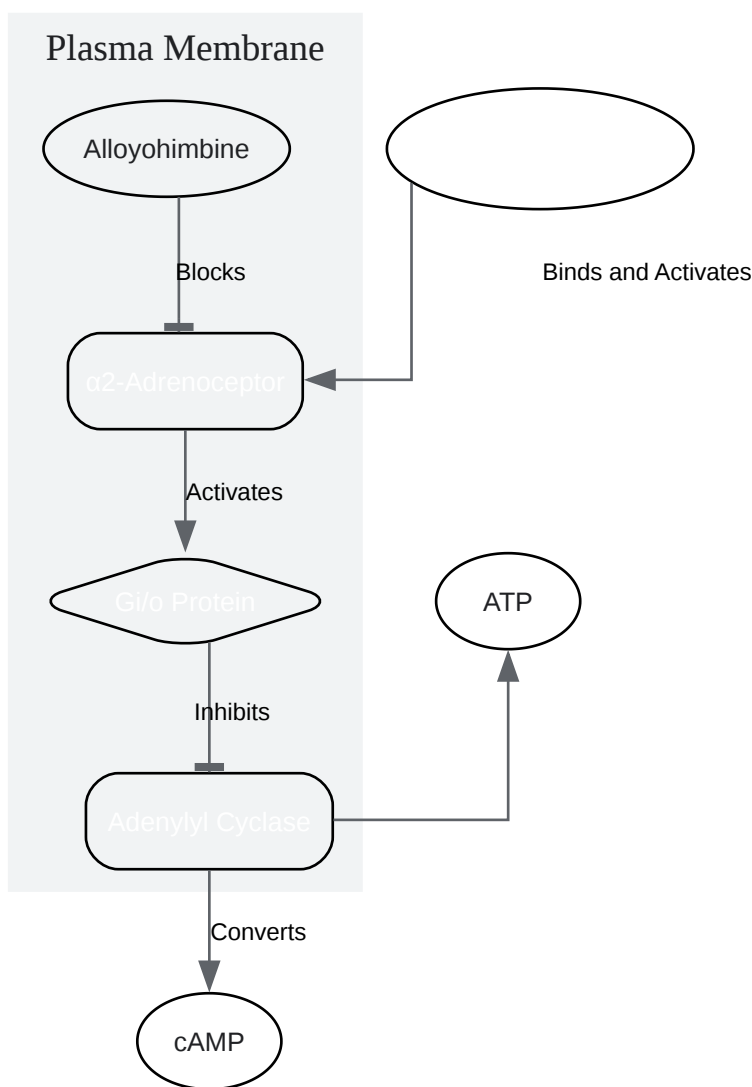 Plasma Membrane
Alloyohimbine
Blocks
Binds and Activates
α2-Adrenoceptor
Activates
Gi/o Protein
ATP
Inhibits
Adenylyl Cyclase
Converts
cAMP